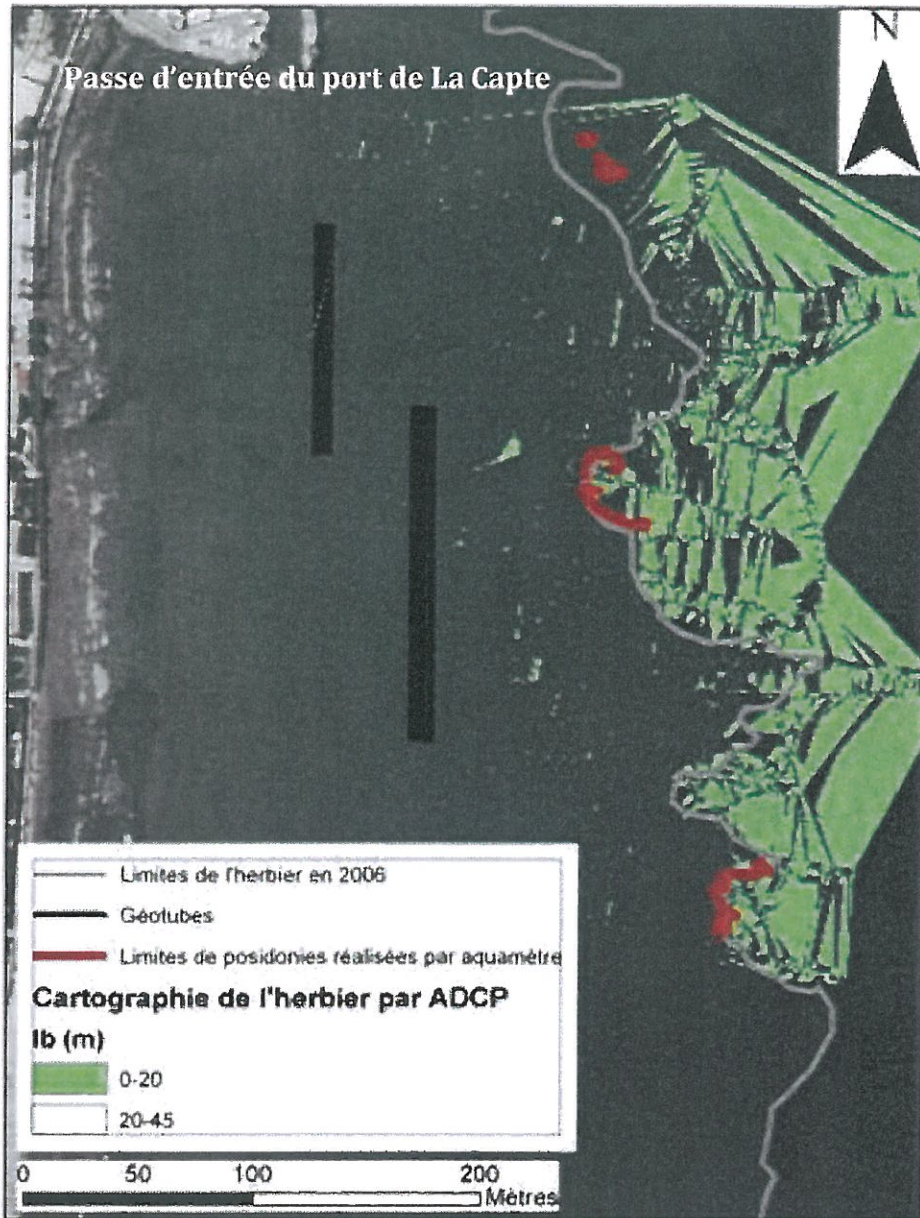 N
Passe d'entrée du port de La Capte
Limites de l'herbier en 2006
Géotubes
Limites de posidonies réalisées par aquamètre
Cartographie de l'herbier par ADCP
Ib (m)
0-20
20-45
0 50 100 200
Mètres